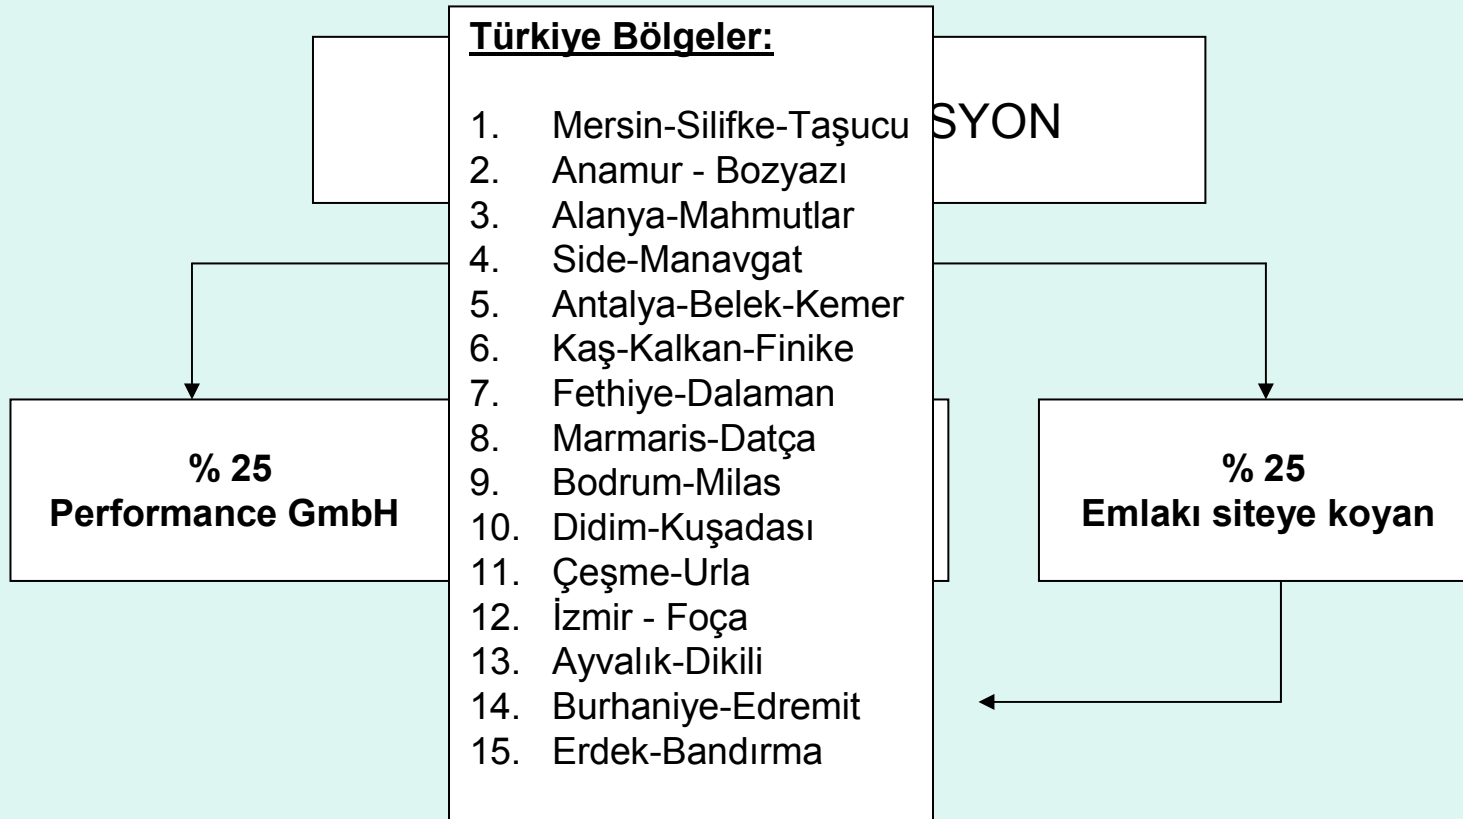 Türkiye Bölgeler:
SYON
1. Mersin-Silifke-Taşucu
2. Anamur - Bozyazı
3. Alanya-Mahmutlar
4. Side-Manavgat
5. Antalya-Belek-Kemer
6. Kaş-Kalkan-Finike
7. Fethiye-Dalaman
8. Marmaris-Datça
9. Bodrum-Milas
10. Didim-Kuşadası
11. Çeşme-Urla
12. İzmir - Foça
13. Ayvalık-Dikili
14. Burhaniye-Edremit
15. Erdek-Bandırma
% 25
Performance GmbH
% 25
Emlakı siteye koyan